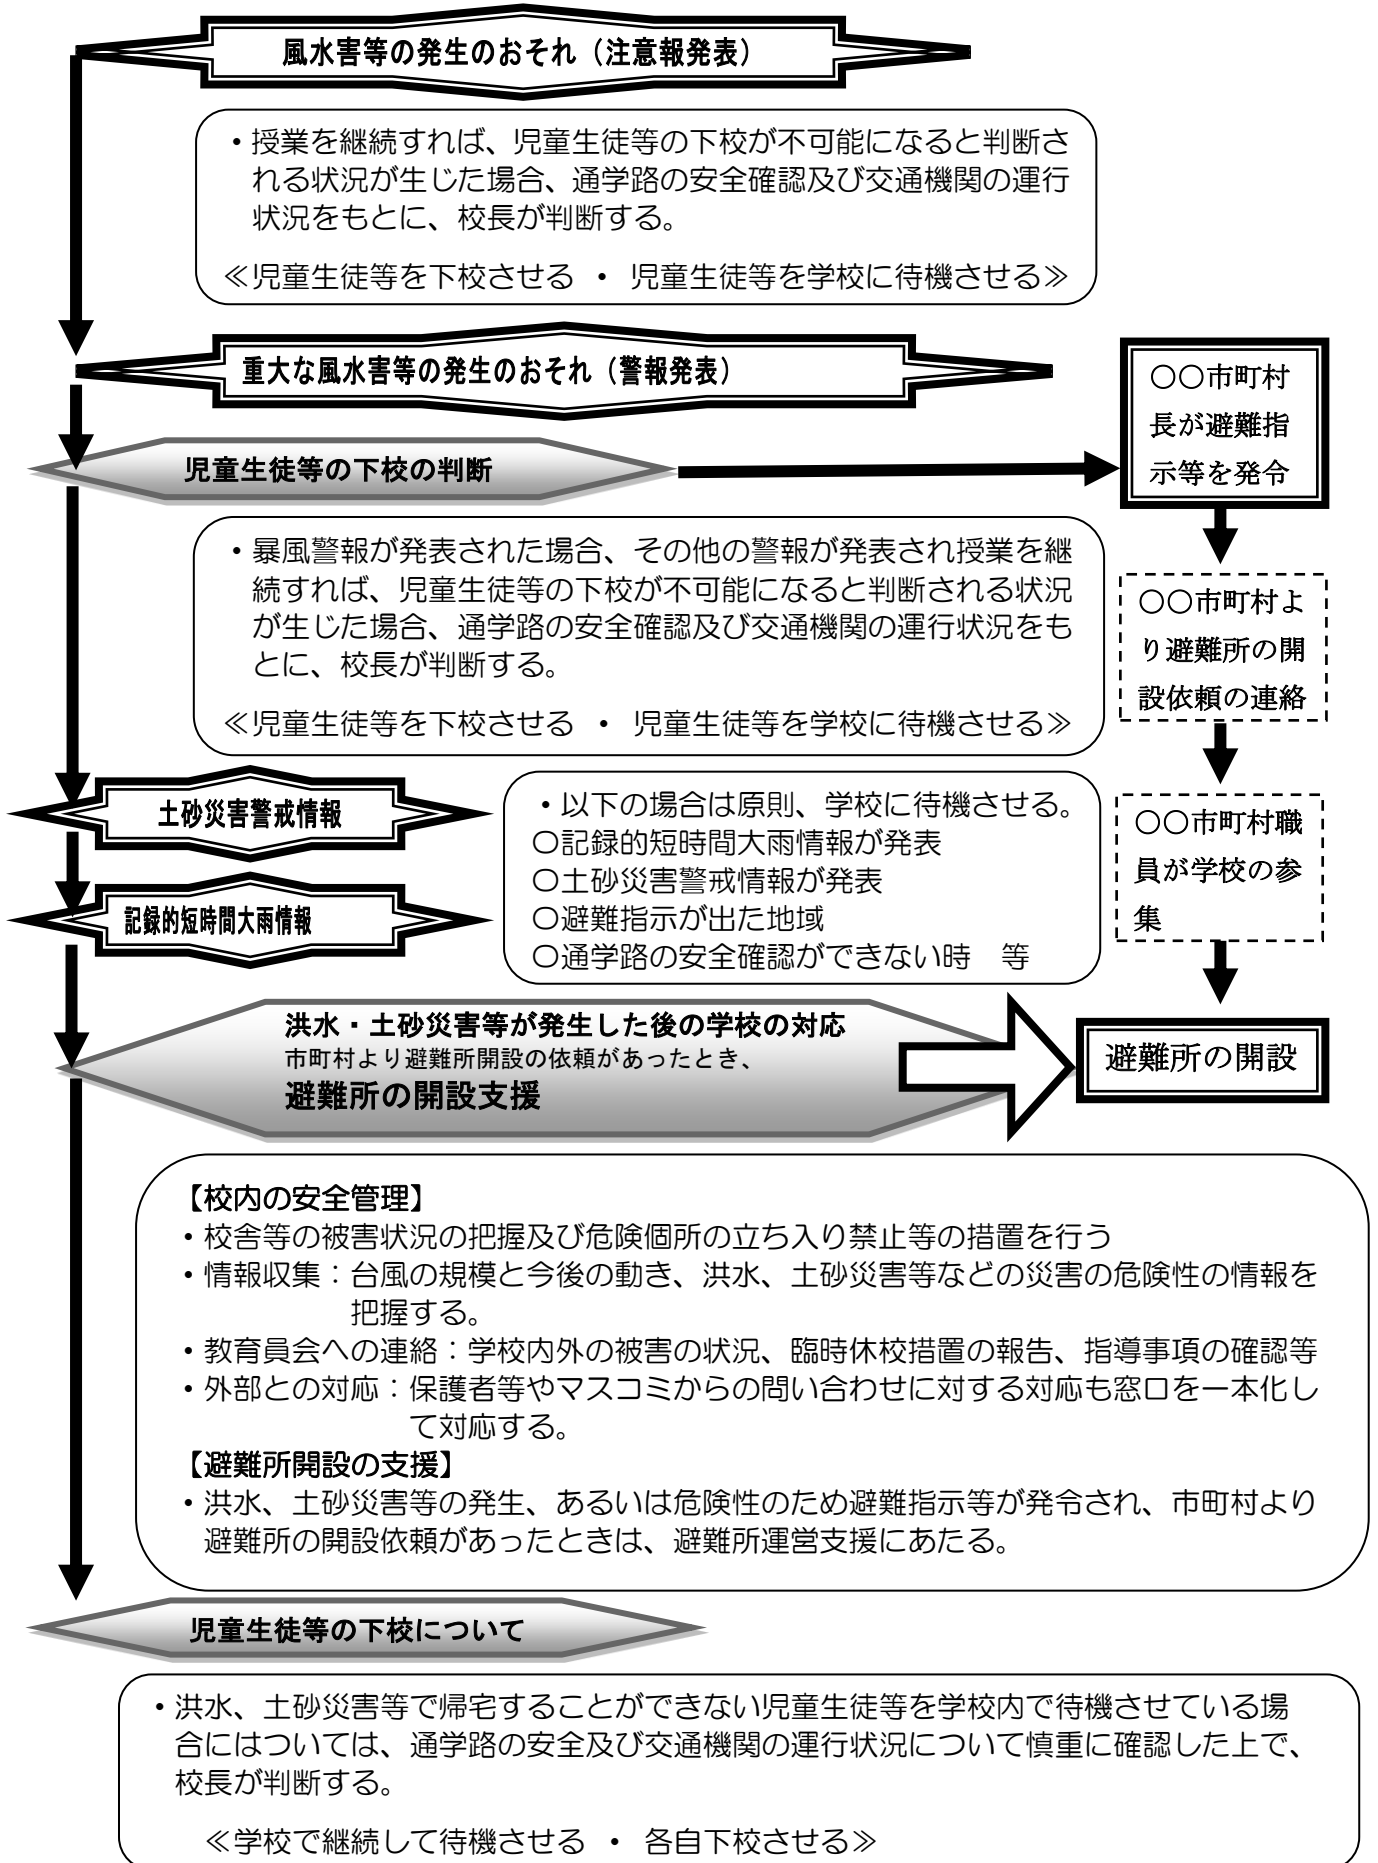 風水害等の発生のおそれ（注意報発表）
・授業を継続すれば、児童生徒等の下校が不可能になると判断さ
れる状況が生じた場合、通学路の安全確認及び交通機関の運行
状況をもとに、校長が判断する。
≪児童生徒等を下校させる ・ 児童生徒等を学校に待機させる≫
重大な風水害等の発生のおそれ（警報発表）
児童生徒等の下校の判断
〇〇市町村
長が避難指
示等を発令
・暴風警報が発表された場合、その他の警報が発表され授業を継
続すれば、児童生徒等の下校が不可能になると判断される状況
が生じた場合、通学路の安全確認及び交通機関の運行状況をも
とに、校長が判断する。
≪児童生徒等を下校させる ・ 児童生徒等を学校に待機させる≫
〇〇市町村よ
り避難所の開
設依頼の連絡
土砂災害警戒情報
記録的短時間大雨情報
・以下の場合は原則、学校に待機させる。
〇記録的短時間大雨情報が発表
〇土砂災害警戒情報が発表
〇避難指示が出た地域
〇通学路の安全確認ができない時　等
〇〇市町村職
員が学校の参
集
洪水・土砂災害等が発生した後の学校の対応
市町村より避難所開設の依頼があったとき、
避難所の開設支援
避難所の開設
【校内の安全管理】
・校舎等の被害状況の把握及び危険個所の立ち入り禁止等の措置を行う
・情報収集：台風の規模と今後の動き、洪水、土砂災害等などの災害の危険性の情報を
把握する。
・教育員会への連絡：学校内外の被害の状況、臨時休校措置の報告、指導事項の確認等
・外部との対応：保護者等やマスコミからの問い合わせに対する対応も窓口を一本化し
て対応する。
【避難所開設の支援】
・洪水、土砂災害等の発生、あるいは危険性のため避難指示等が発令され、市町村より
避難所の開設依頼があったときは、避難所運営支援にあたる。
児童生徒等の下校について
・洪水、土砂災害等で帰宅することができない児童生徒等を学校内で待機させている場
合にはついては、通学路の安全及び交通機関の運行状況について慎重に確認した上で、
校長が判断する。
≪学校で継続して待機させる ・ 各自下校させる≫